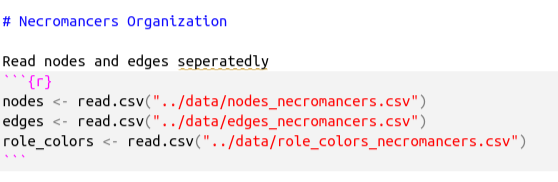 # Necromancers Organization
Read nodes and edges seperatedly
```{r}
nodes <- read.csv("../data/nodes_necromancers.csv")
edges <- read.csv("../data/edges_necromancers.csv")
role_colors <- read.csv("../data/role_colors_necromancers.csv")
```